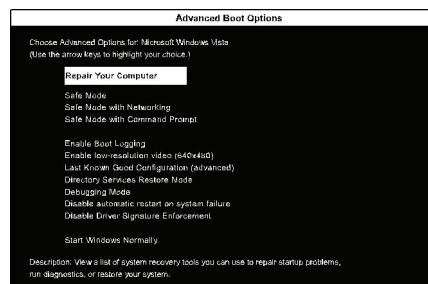 Advanced Boot Options
Choose Advanced Options for: Microsoft Windows Vista
(Use the arrow keys to highlight your choice.)
Repair Your Computer
Safe Mode
Safe Mode with Networking
Safe Mode with Command Prompt
Enable Boot Logging
Enable low-resolution video (640x480)
Last Known Good Configuration (advanced)
Directory Services Restore Mode
Debugging Mode
Disable automatic restart on system failure
Disable Driver Signature Enforcement
Start Windows Normally
Description: View a list of system recovery tools you can use to repair startup problems,
run diagnostics, or restore your system.